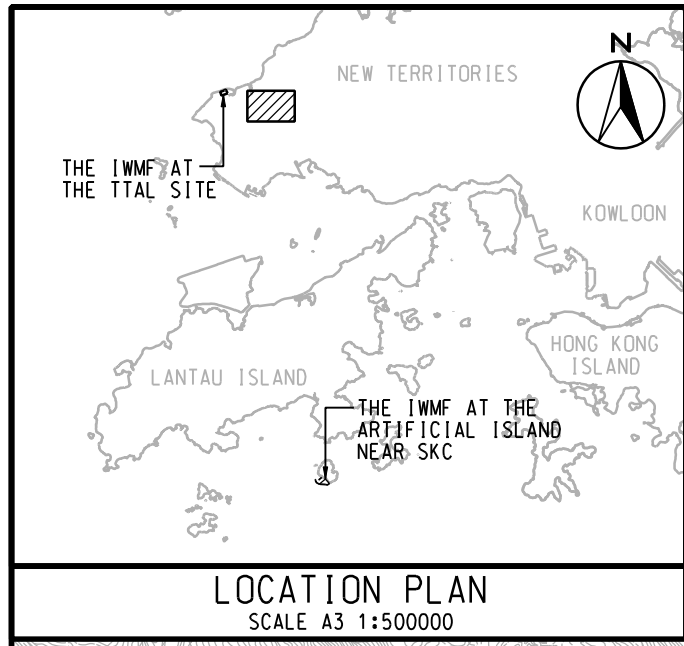 N
NEW TERRITORIES
THE IWMF AT
THE TTAL SITE
KOWLOON
HONG KONG
ISLAND
LANTAU ISLAND
THE IWMF AT THE
ARTIFICIAL ISLAND
NEAR SKC
LOCATION PLAN
SCALE A3 1:500000